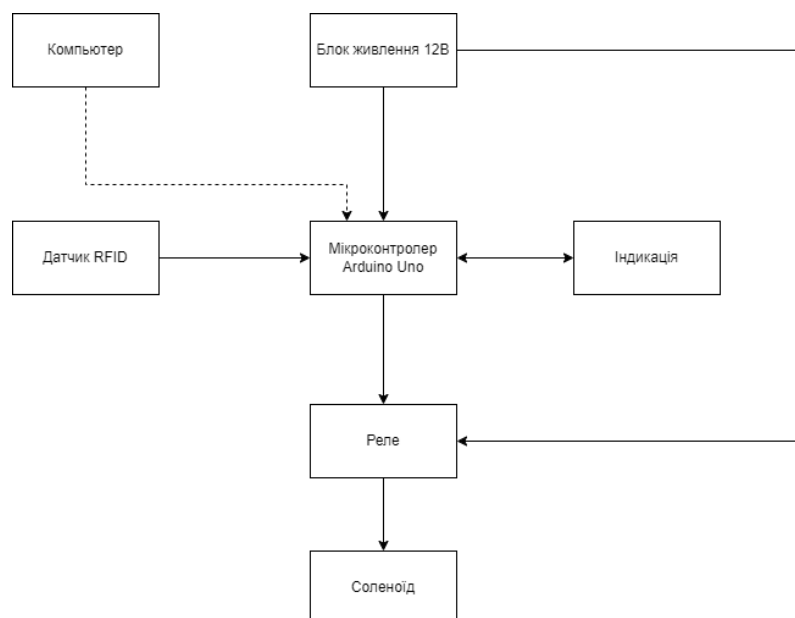 Компьютер
Блок живлення 12В
Датчик RFID
Мікроконтролер
Arduino Uno
Індикація
Реле
Соленоїд